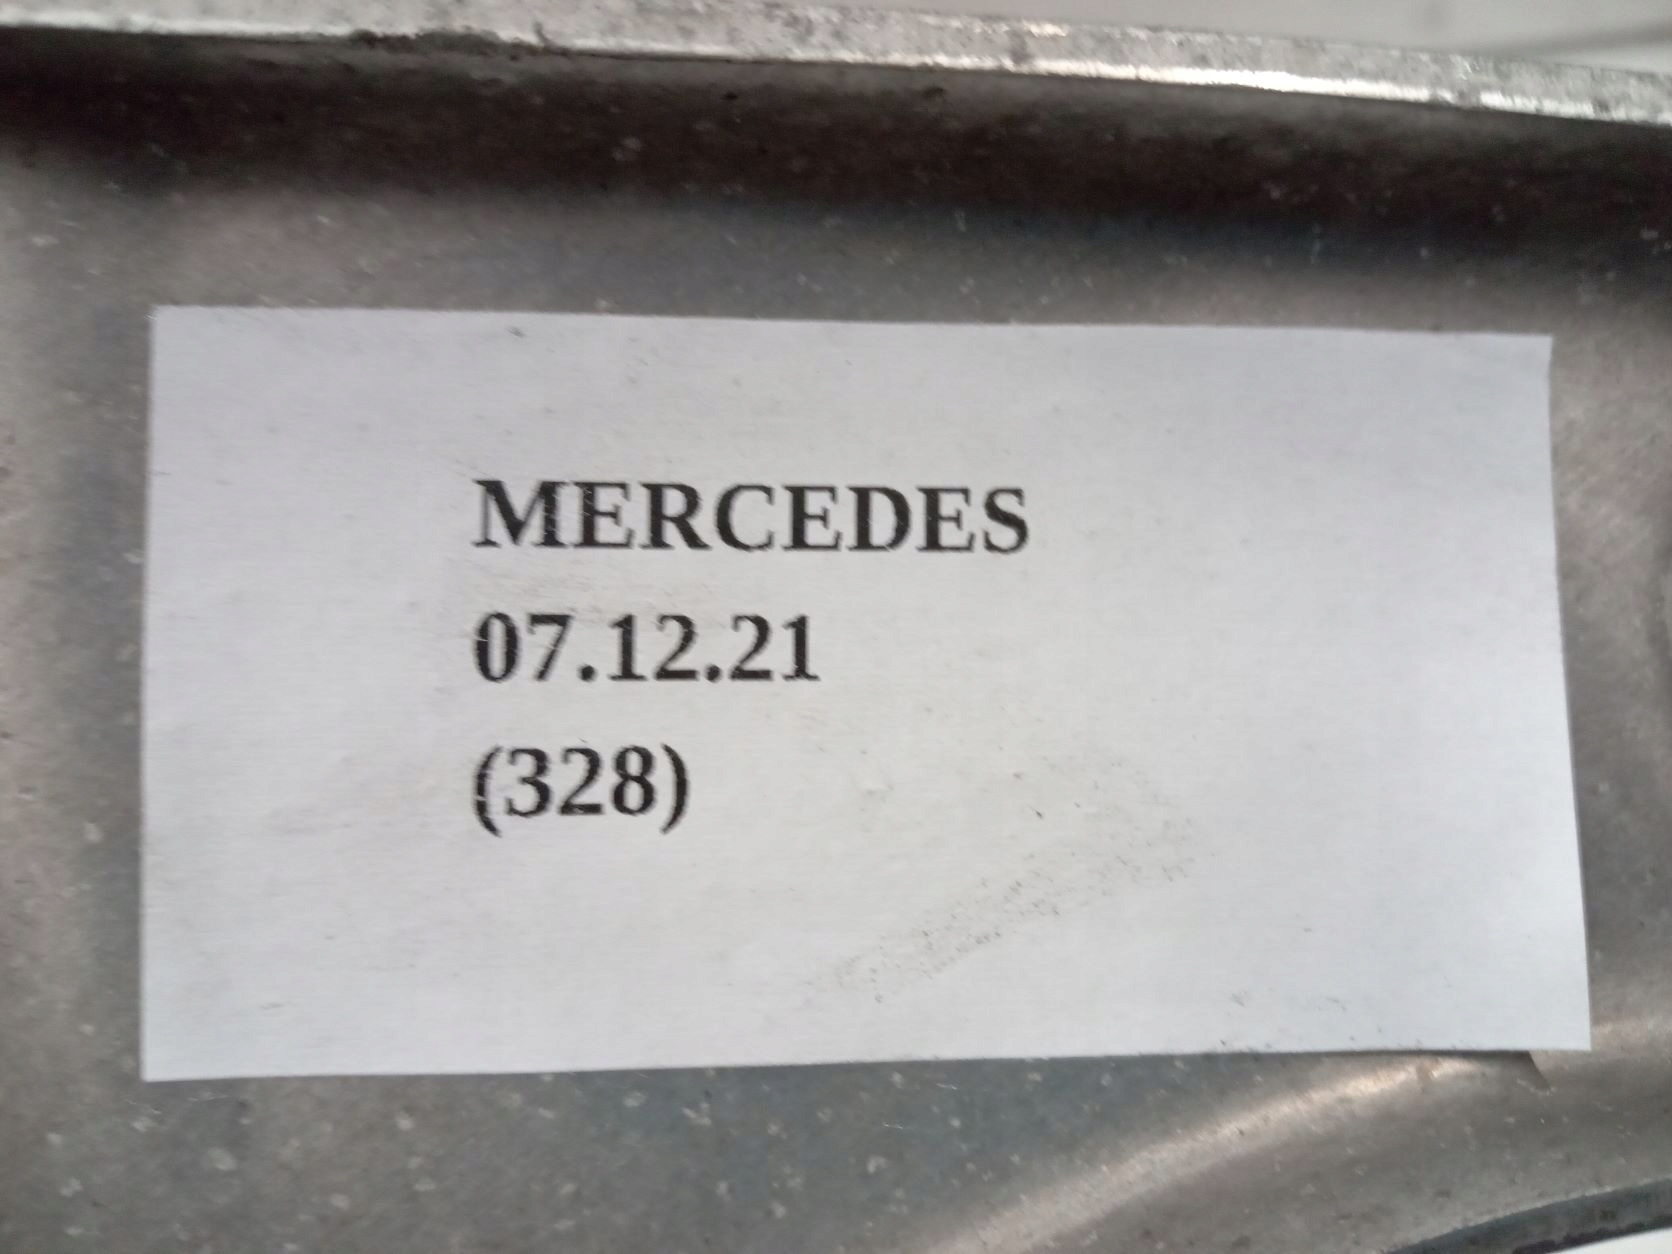 MERCEDES
07.12.21
(328)